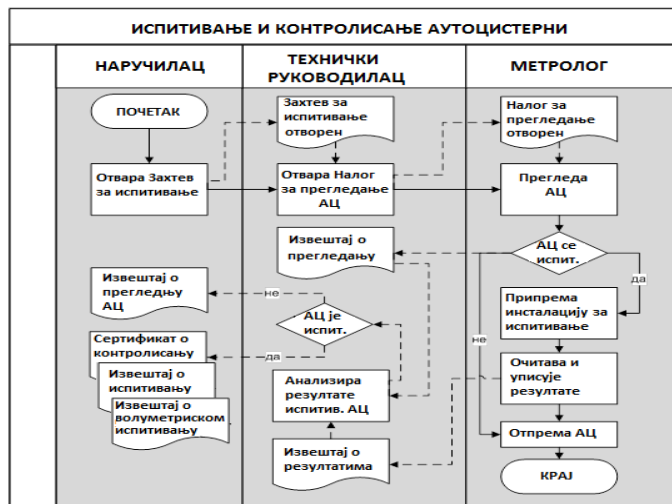 ИСПИТИВАЊЕ И КОНТРОЛИСАЊЕ АУТОЦИСТЕРНИ
НАРУЧИЛАЦ
ТЕХНИЧКИ
РУКОВОДИЛАЦ
МЕТРОЛОГ
ПОЧЕТАК
Захтев за
испитивање
отворен
Налог за
прегледање
отворен
Отвара Захтев
за испитивање
Отвара Налог
за прегледање
АЦ
Прегледа
АЦ
Извештај о
прегледању
АЦ се
испит.
да
Извештај о
прегледњу
АЦ
не
АЦ је
испит.
Припрема
инсталацију за
испитивање
не
Сертификат о
контролисању
да
Извештај о
испитивању
Извештај о
волуметриском
испитивању
Анализира
резултате
испитив. АЦ
Очитава и
уписује
резултате
Извештај о
резултатима
Отпрема АЦ
КРАЈ